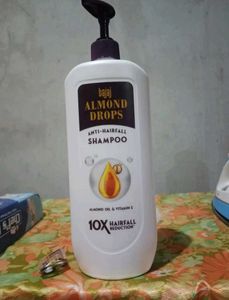 bajaj
ALMOND
DROPS
ANTI-HAIRFALL
SHAMPOO
ALMOND OIL & VITAMIN E
10X HAIRFALL
REDUCTION